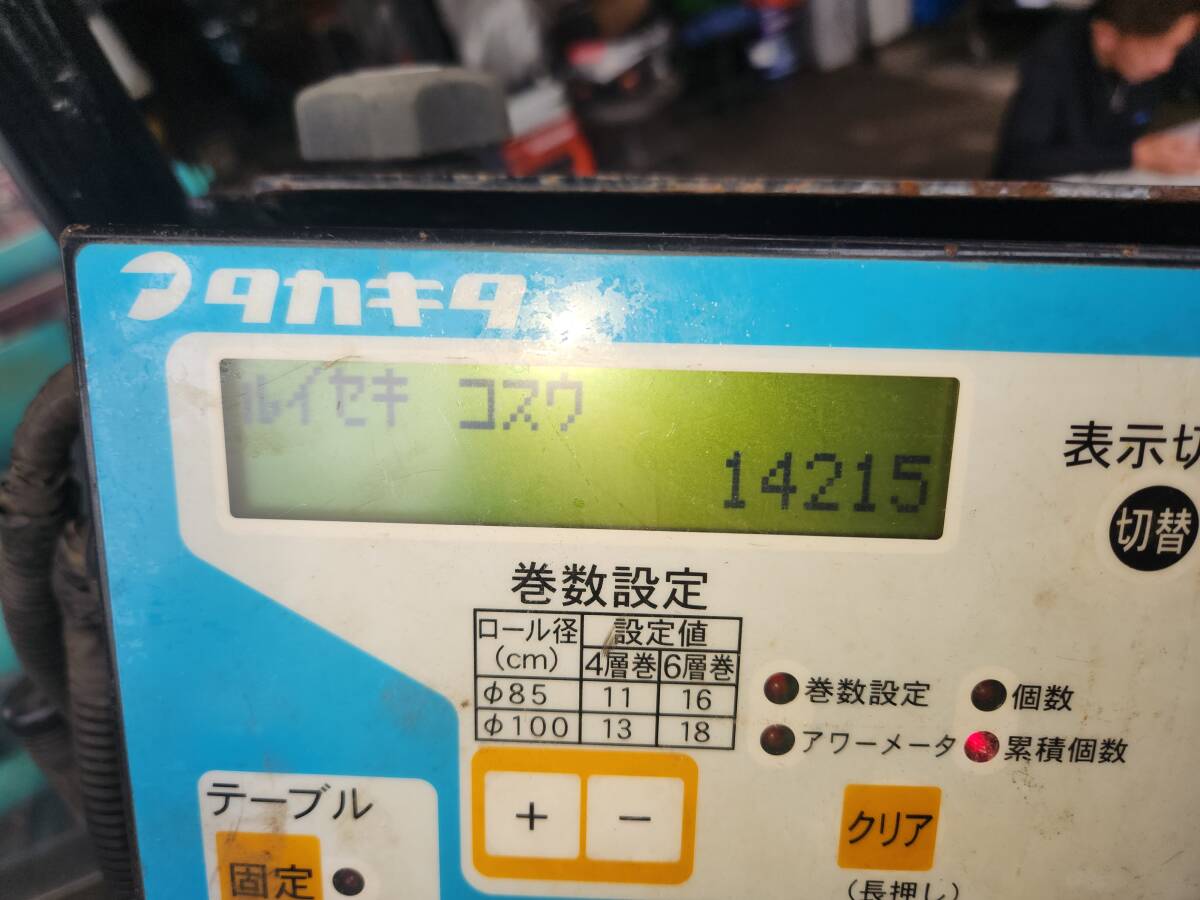 タカキタ
ルイセキ コスウ
14215
表示切
切替
巻数設定
ロール径
(cm)
設定値
4層巻 6層巻
φ85 11 16
φ100 13 18
巻数設定 個数
アワーメータ 累積個数
テーブル
固定
+ −
クリア
(長押し)